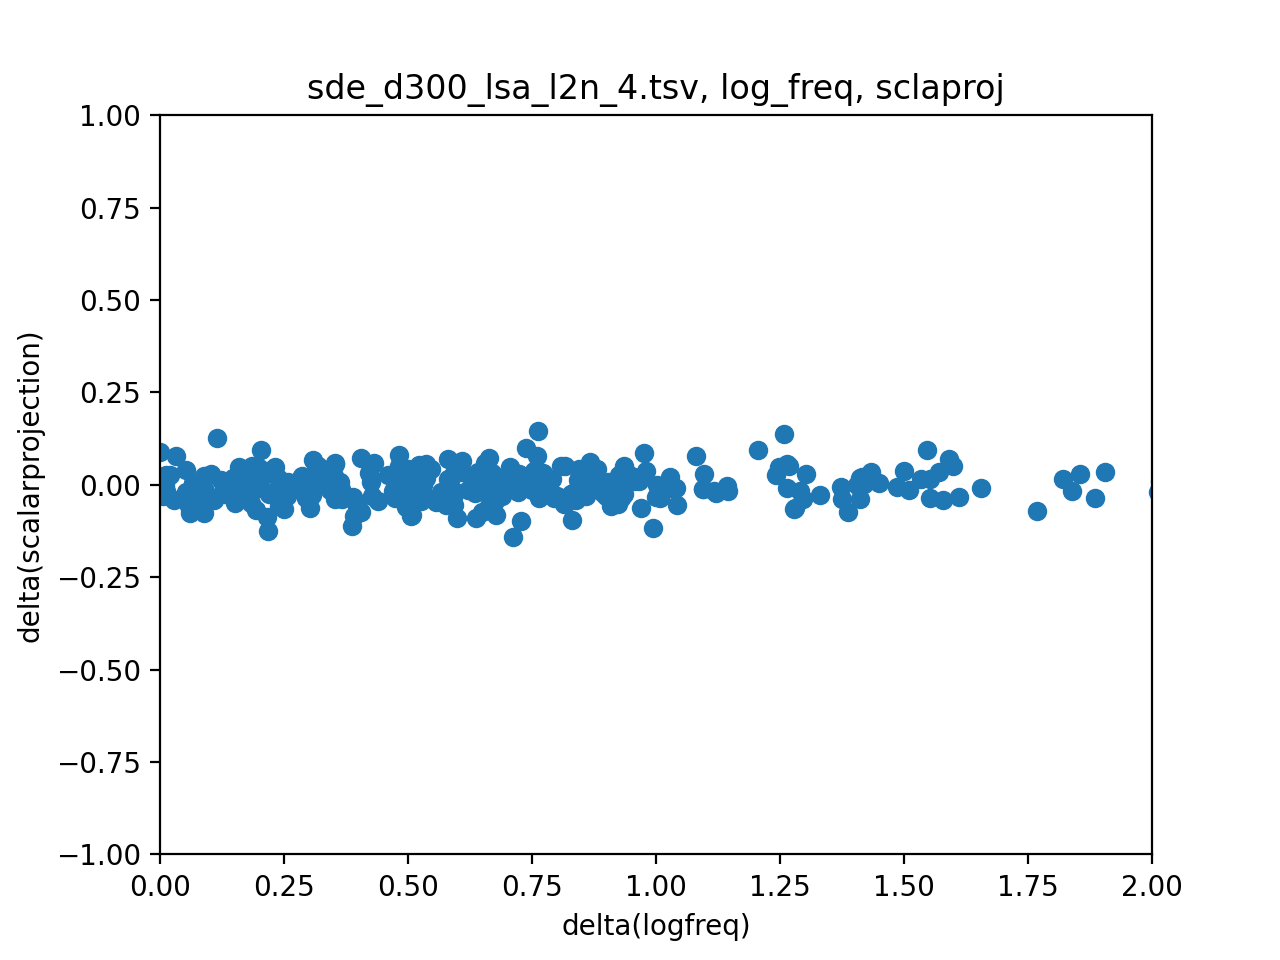 sde_d300_lsa_l2n_4.tsv, log_freq, sclaproj
1.00
0.75
0.50
0.25
0.00
−0.25
−0.50
−0.75
−1.00
delta(scalarprojection)
0.00 0.25 0.50 0.75 1.00 1.25 1.50 1.75 2.00
delta(logfreq)